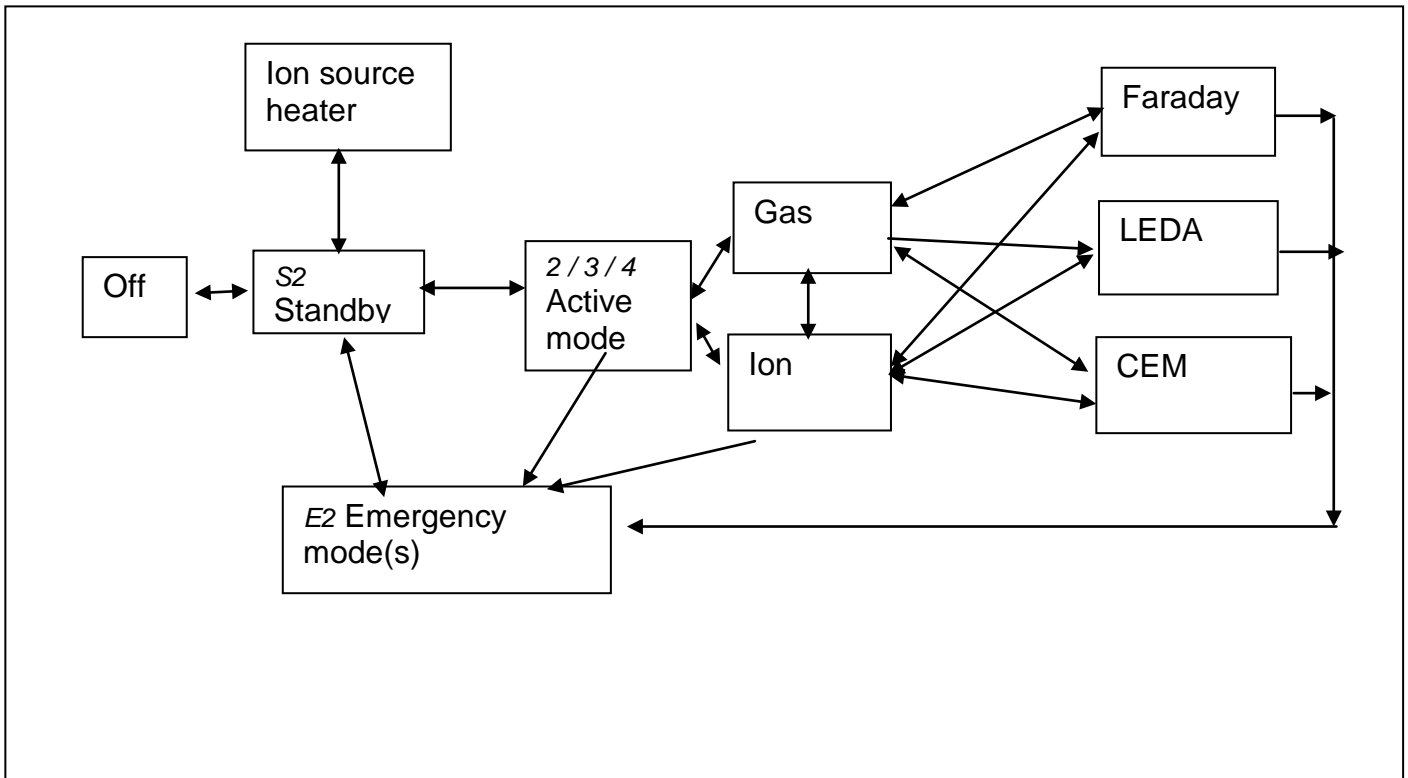 Ion source
heater
Faraday
Gas
LEDA
Off
S2
Standby
2 / 3 / 4
Active
mode
Ion
CEM
E2 Emergency
mode(s)